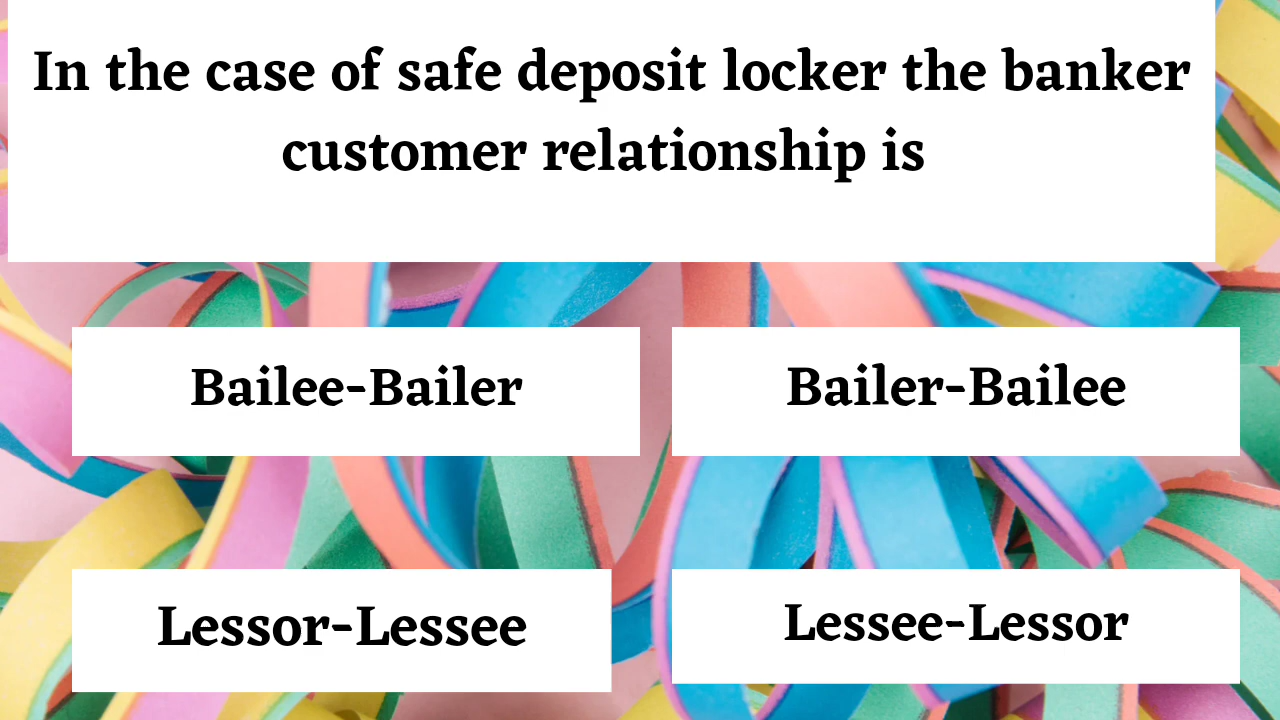 In the case of safe deposit locker the banker
customer relationship is
Bailee-Bailer
Bailer-Bailee
Lessor-Lessee
Lessee-Lessor